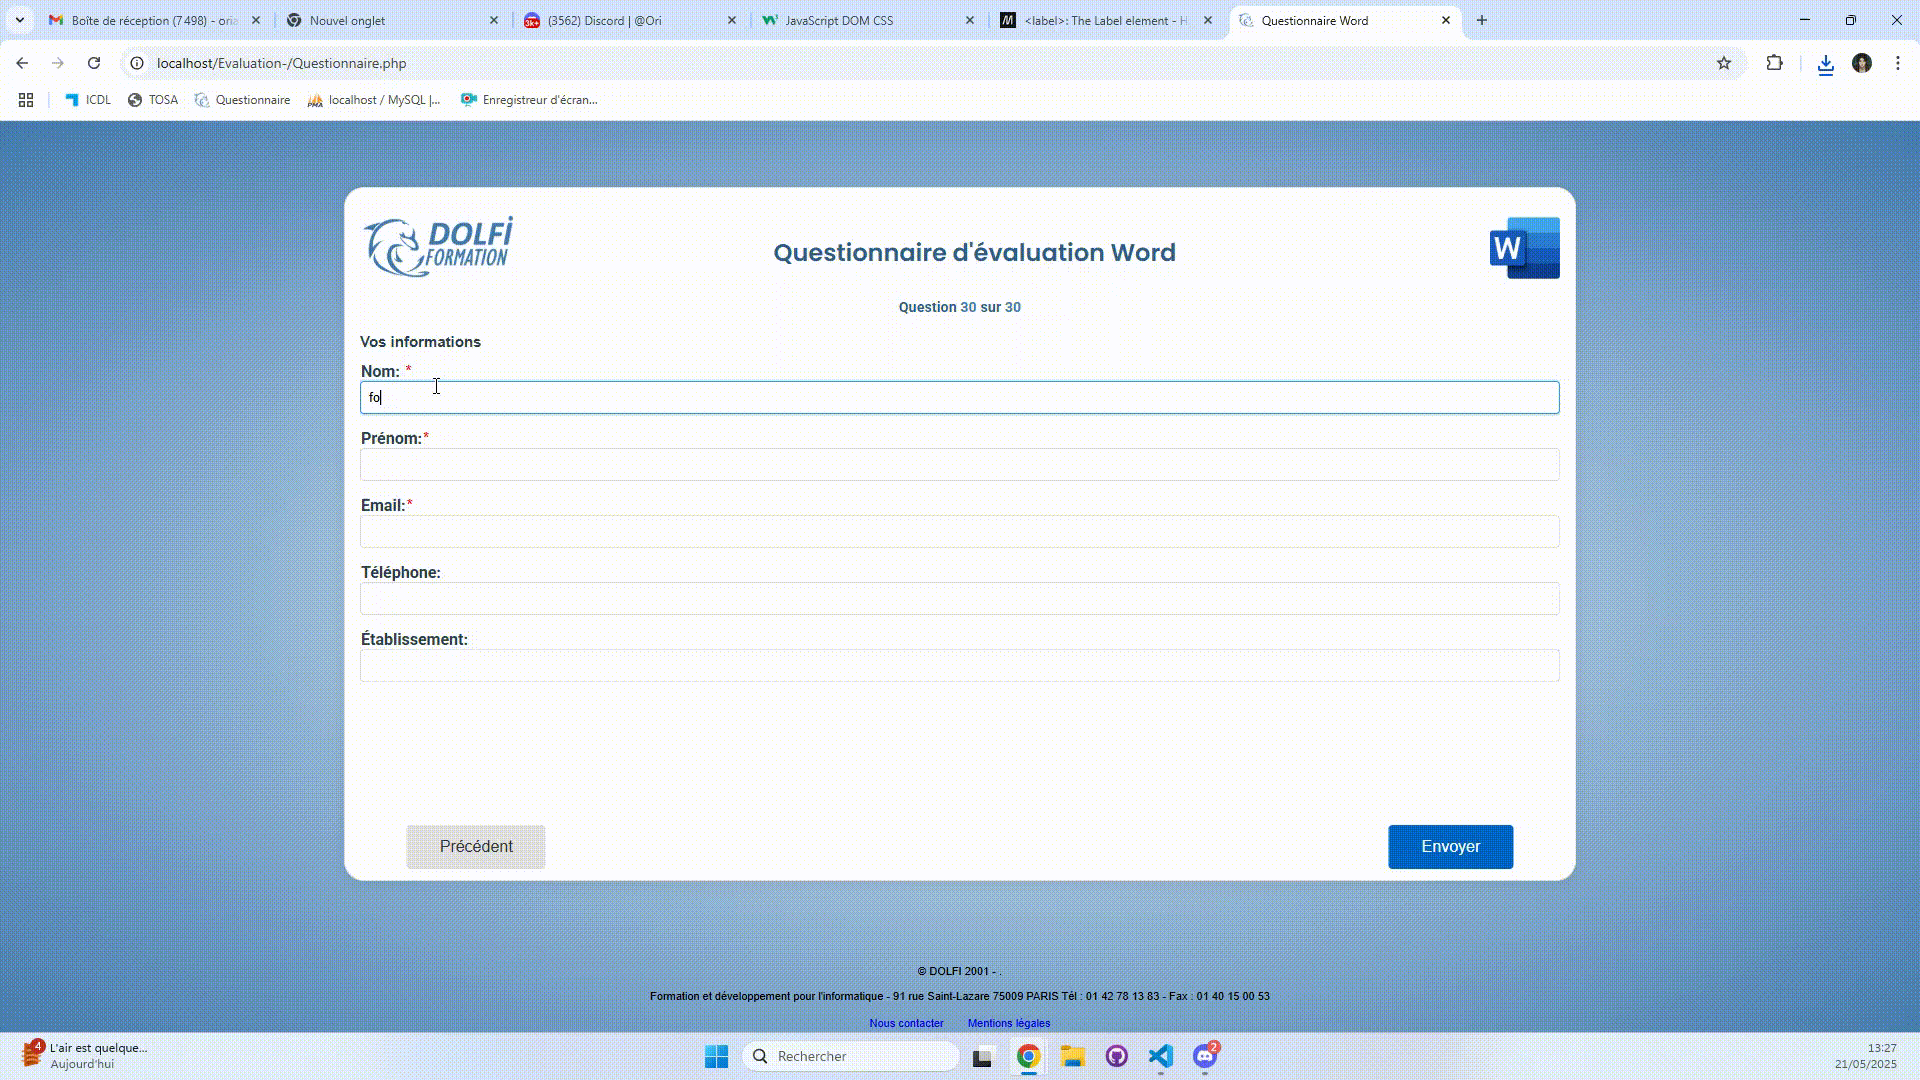 Boîte de réception (7 498) - oria
Nouvel onglet
(3562) Discord | @Ori
JavaScript DOM CSS
<label>: The Label element - H
Questionnaire Word
localhost/Evaluation-/Questionnaire.php
ICDL
TOSA
Questionnaire
localhost / MySQL |...
Enregistreur d'écran...
DOLFI
FORMATION
Questionnaire d'évaluation Word
W
Question 30 sur 30
Vos informations
Nom: *
fo
Prénom:*
Email:*
Téléphone:
Établissement:
Précédent
Envoyer
© DOLFI 2001 - .
Formation et développement pour l'informatique - 91 rue Saint-Lazare 75009 PARIS Tél : 01 42 78 13 83 - Fax : 01 40 15 00 53
Nous contacter
Mentions légales
4
L'air est quelque...
Aujourd'hui
Rechercher
2
13:27
21/05/2025